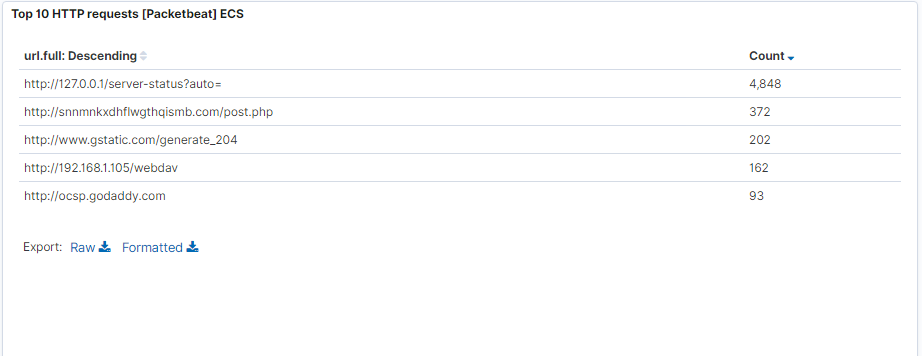 Top 10 HTTP requests [Packetbeat] ECS
url.full: Descending Count
http://127.0.0.1/server-status?auto= 4,848
http://snnmnkxdhflwgthqismb.com/post.php 372
http://www.gstatic.com/generate_204 202
http://192.168.1.105/webdav 162
http://ocsp.godaddy.com 93
Export: Raw Formatted